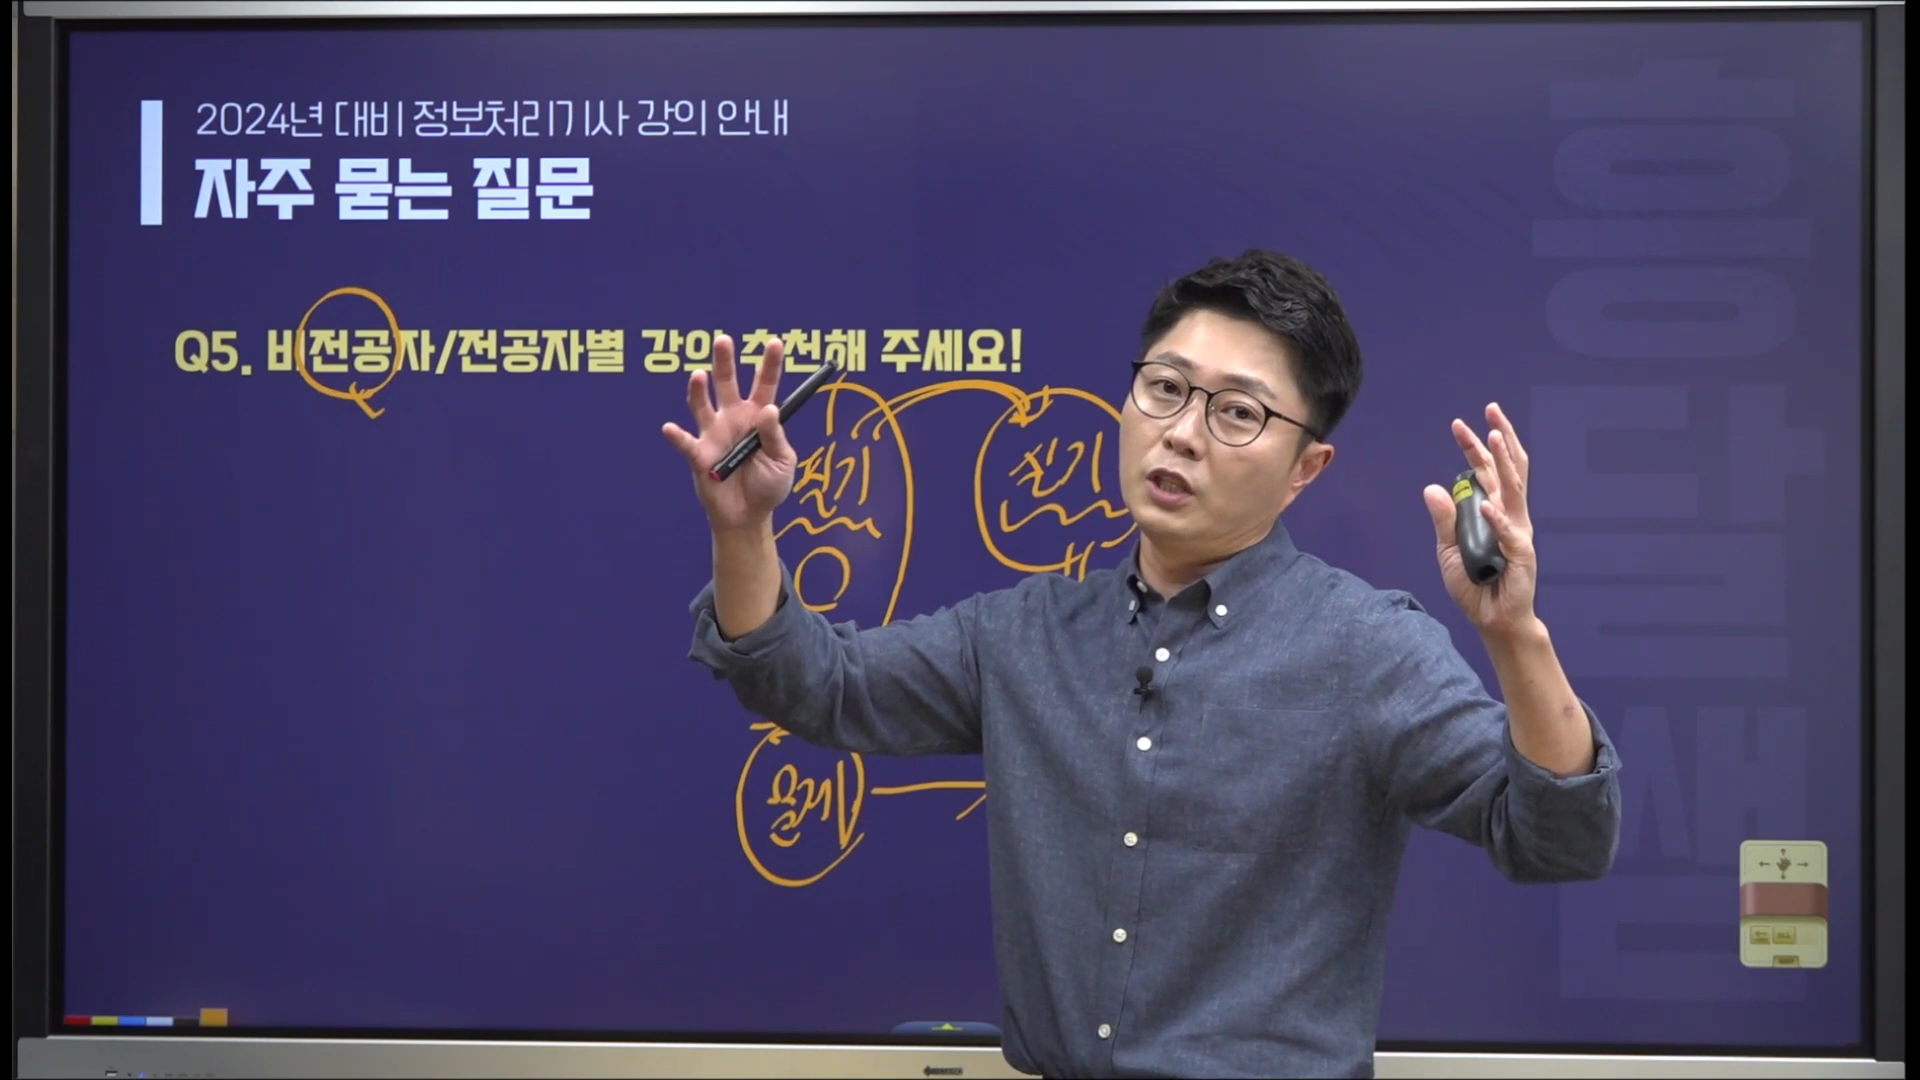 2024년 대비 정보처리기사 강의 안내
자주 묻는 질문
Q5. 비전공자/전공자별 강의 추천해 주세요!
필기
실기